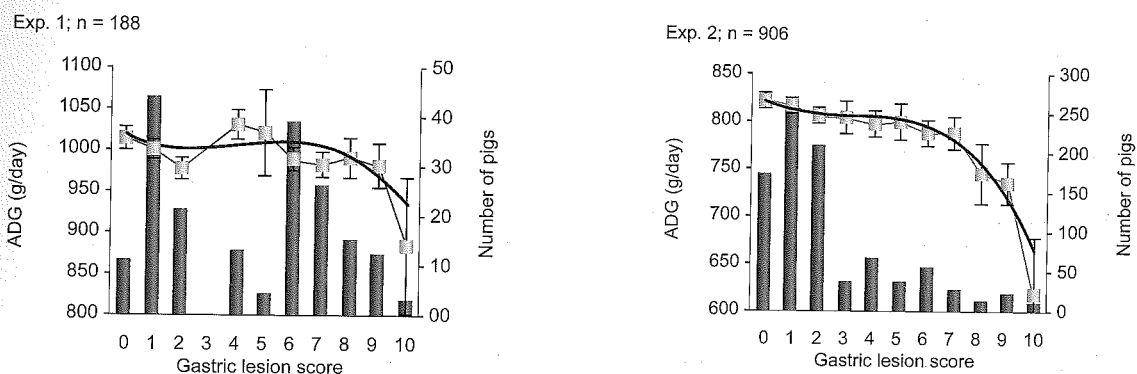 Exp. 1; n = 188
1100
1050
1000
950
900
850
800
ADG (g/day)
50
40
30
20
10
00
Number of pigs
0 1 2 3 4 5 6 7 8 9 10
Gastric lesion score
Exp. 2; n = 906
850
800
750
700
650
600
ADG (g/day)
300
250
200
150
100
50
0
Number of pigs
0 1 2 3 4 5 6 7 8 9 10
Gastric lesion score